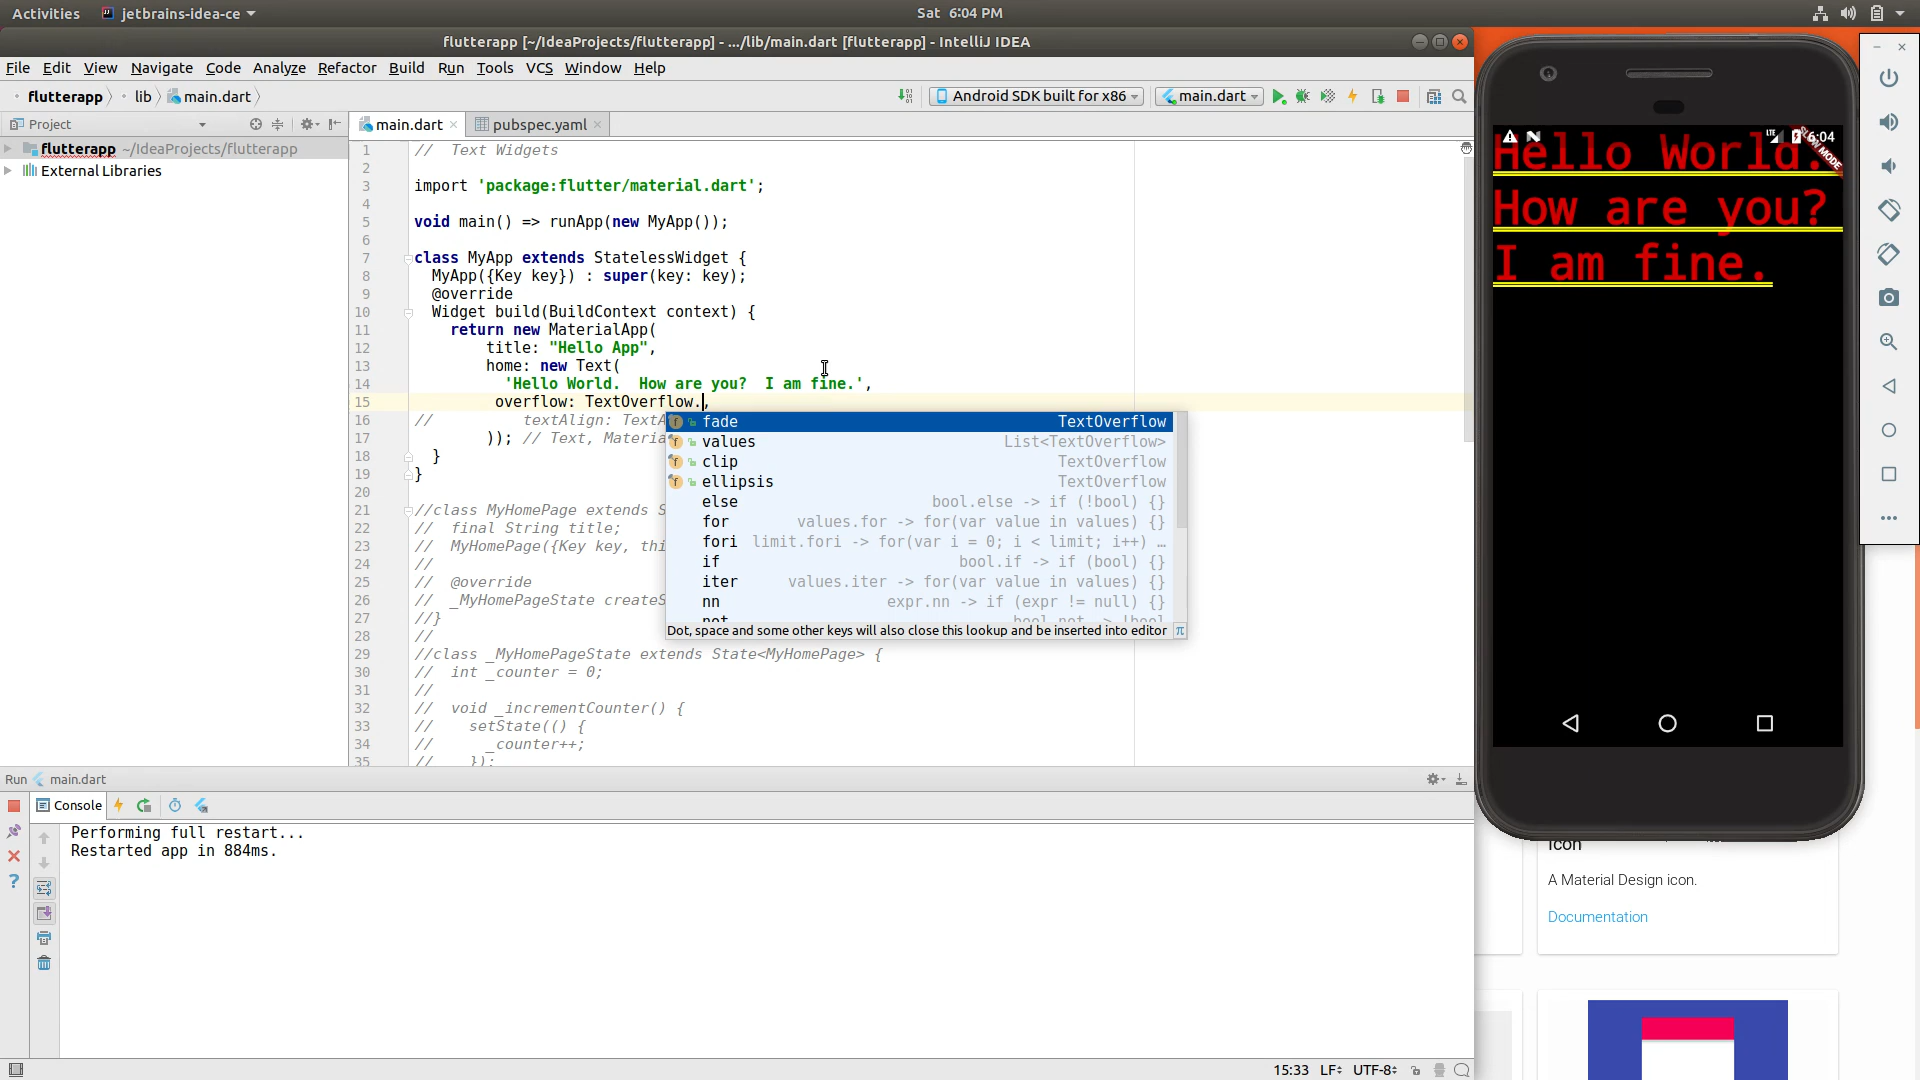 Activities jetbrains-idea-ce Sat 6:04 PM
flutterapp [~/IdeaProjects/flutterapp] - .../lib/main.dart [flutterapp] - IntelliJ IDEA
File Edit View Navigate Code Analyze Refactor Build Run Tools VCS Window Help
flutterapp lib main.dart Android SDK built for x86 main.dart
Project main.dart pubspec.yaml
flutterapp ~/IdeaProjects/flutterapp
External Libraries
1 // Text Widgets
2
3 import 'package:flutter/material.dart';
4
5 void main() => runApp(new MyApp());
6
7 class MyApp extends StatelessWidget {
8 MyApp({Key key}) : super(key: key);
9 @override
10 Widget build(BuildContext context) {
11 return new MaterialApp(
12 title: "Hello App",
13 home: new Text(
14 'Hello World.  How are you?  I am fine.',
15 overflow: TextOverflow.,
16 // textAlign: TextA
17 )); // Text, Materia
18 }
19 }
20
21 //class MyHomePage extends S
22 // final String title;
23 // MyHomePage({Key key, thi
24 //
25 // @override
26 // _MyHomePageState createS
27 //}
28 //
29 //class _MyHomePageState extends State<MyHomePage> {
30 // int _counter = 0;
31 //
32 // void _incrementCounter() {
33 // setState(() {
34 // _counter++;
35 // });
fade TextOverflow
values List<TextOverflow>
clip TextOverflow
ellipsis TextOverflow
else bool.else -> if (!bool) {}
for values.for -> for(var value in values) {}
fori limit.fori -> for(var i = 0; i < limit; i++) …
if bool.if -> if (bool) {}
iter values.iter -> for(var value in values) {}
nn expr.nn -> if (expr != null) {}
not bool.not -> !bool
Dot, space and some other keys will also close this lookup and be inserted into editor π
Run main.dart
Console
Performing full restart...
Restarted app in 884ms.
15:33 LF÷ UTF-8÷
LTE 6:04
SLOW MODE
Hello World.
How are you?
I am fine.
Icon
A Material Design icon.
Documentation